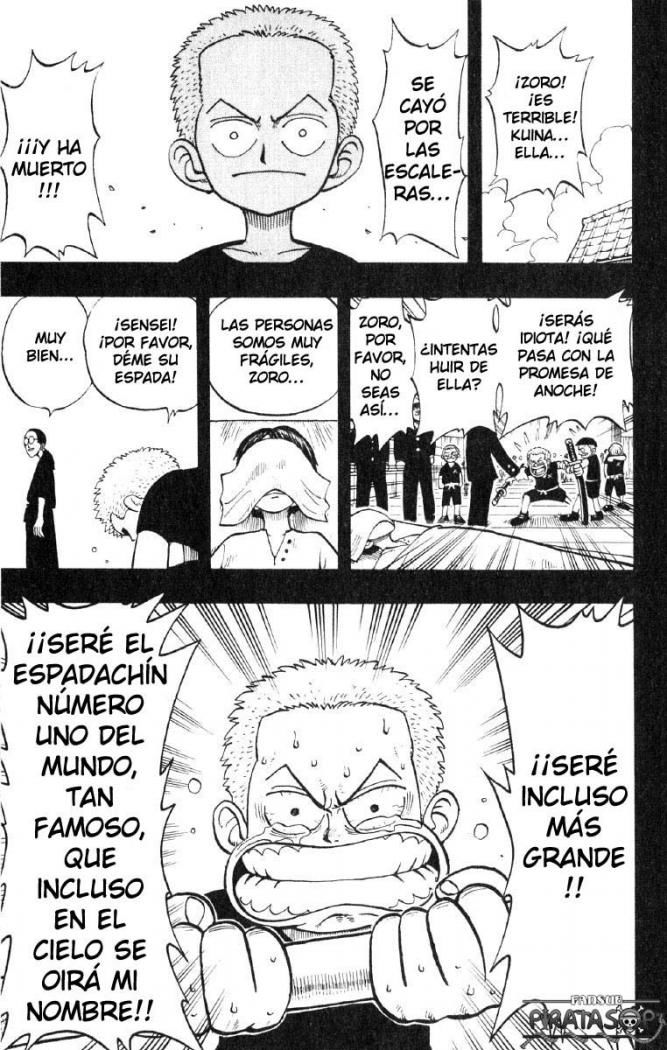 ¡ZORO!
¡ES
TERRIBLE!
KUINA...
ELLA...
SE
CAYÓ
POR
LAS
ESCALE-
RAS...
¡¡¡Y HA
MUERTO
!!!
¡SERÁS
IDIOTA! ¡QUÉ
PASA CON LA
PROMESA DE
ANOCHE!
¿INTENTAS
HUIR DE
ELLA?
ZORO,
POR
FAVOR,
NO
SEAS
ASÍ...
LAS PERSONAS
SOMOS MUY
FRÁGILES,
ZORO...
¡SENSEI!
¡POR FAVOR,
DÉME SU
ESPADA!
MUY
BIEN...
¡¡SERÉ
INCLUSO
MÁS
GRANDE
!!
¡¡SERÉ EL
ESPADACHÍN
NÚMERO
UNO DEL
MUNDO,
TAN
FAMOSO,
QUE
INCLUSO
EN EL
CIELO SE
OIRÁ MI
NOMBRE!!
FANSUB
PIRATAS